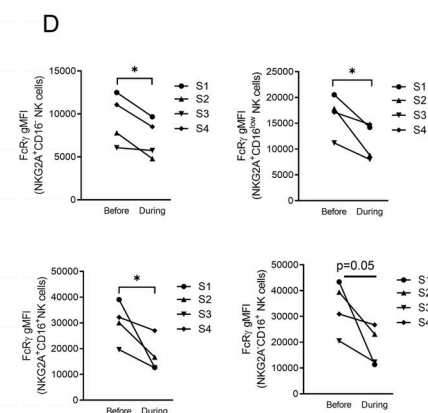 D
15000
10000
5000
0
FcRγ gMFI
(NKG2A⁺CD16⁻ NK cells)
*
S1
S2
S3
S4
Before During
25000
20000
15000
10000
5000
0
FcRγ gMFI
(NKG2A⁺CD16ˡᵒʷ NK cells)
*
S1
S2
S3
S4
Before During
50000
40000
30000
20000
10000
0
FcRγ gMFI
(NKG2A⁺CD16⁺NK cells)
*
S1
S2
S3
S4
Before During
50000
40000
30000
20000
10000
0
FcRγ gMFI
(NKG2A⁻CD16⁺ NK cells)
p=0.05
Before During